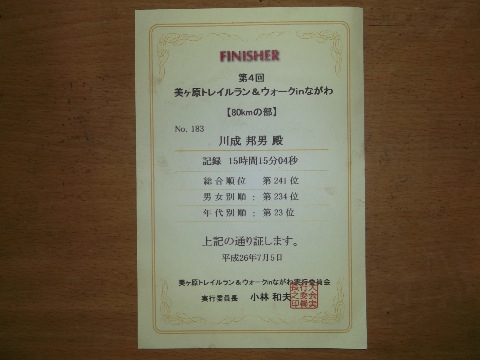 FINISHER
第4回
美ヶ原トレイルラン＆ウォークinながわ
【80kmの部】
No. 183
川成 邦男 殿
記録 15時間15分04秒
総合順位 第241位
男女別順： 第234位
年代別順： 第23位
上記の通り証します。
平成26年7月5日
美ヶ原トレイルラン＆ウォークinながわ実行委員会
実行委員長 小林 和夫